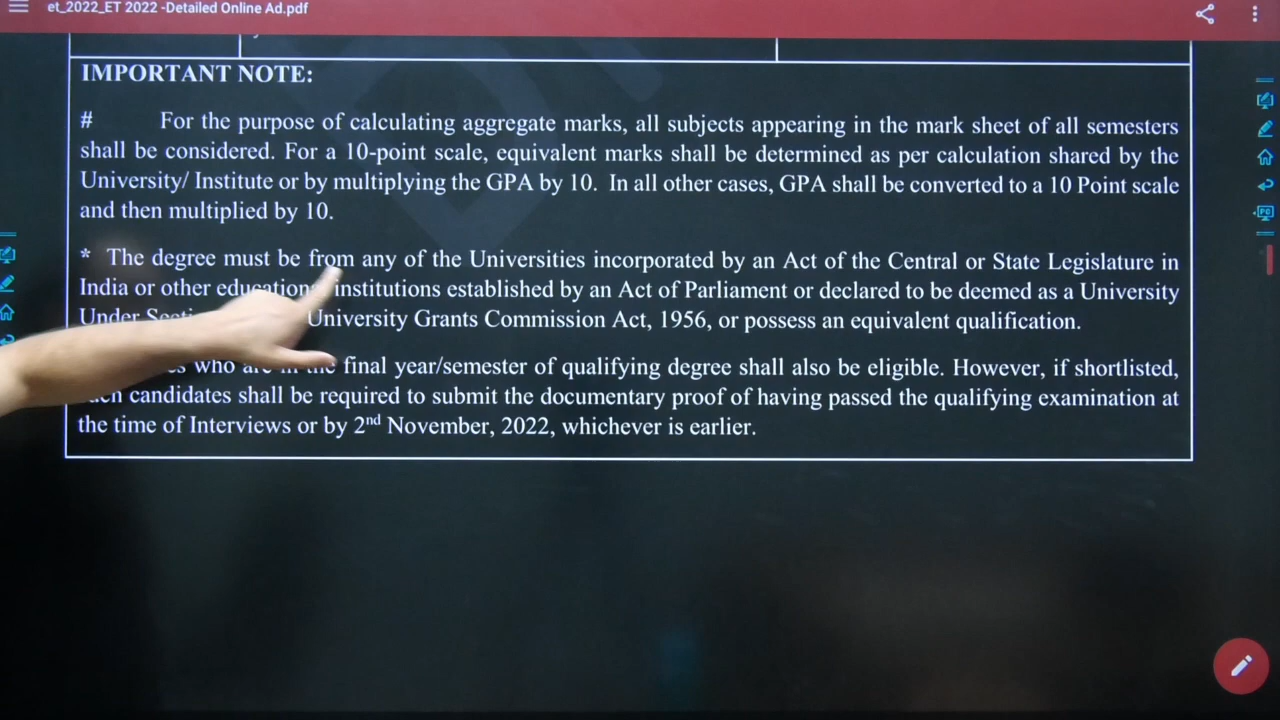 et_2022_ET 2022 -Detailed Online Ad.pdf
IMPORTANT NOTE:
# For the purpose of calculating aggregate marks, all subjects appearing in the mark sheet of all semesters
shall be considered. For a 10-point scale, equivalent marks shall be determined as per calculation shared by the
University/ Institute or by multiplying the GPA by 10. In all other cases, GPA shall be converted to a 10 Point scale
and then multiplied by 10.
* The degree must be from any of the Universities incorporated by an Act of the Central or State Legislature in
India or other institutions established by an Act of Parliament or declared to be deemed as a University
Under University Grants Commission Act, 1956, or possess an equivalent qualification.
who are in the final year/semester of qualifying degree shall also be eligible. However, if shortlisted,
candidates shall be required to submit the documentary proof of having passed the qualifying examination at
the time of Interviews or by 2nd November, 2022, whichever is earlier.